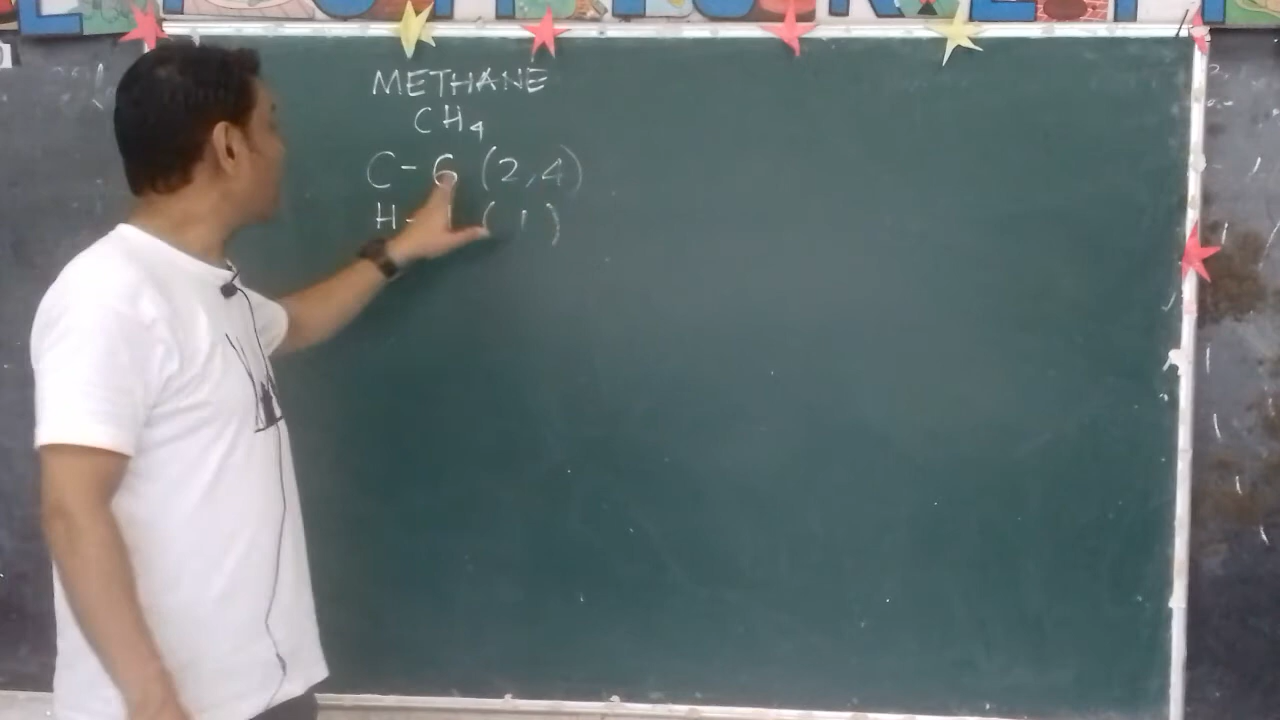 METHANE
CH₄
C - 6 (2,4)
H - 1 (1)